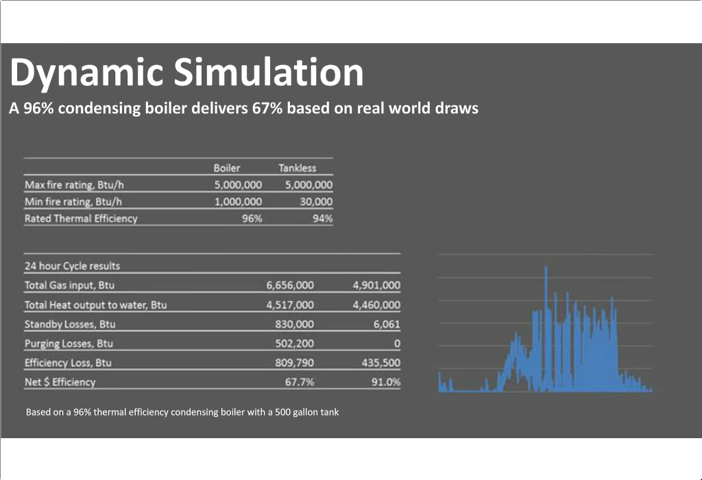 Dynamic Simulation
A 96% condensing boiler delivers 67% based on real world draws
Boiler Tankless
Max fire rating, Btu/h 5,000,000 5,000,000
Min fire rating, Btu/h 1,000,000 30,000
Rated Thermal Efficiency 96% 94%
24 hour Cycle results
Total Gas input, Btu 6,656,000 4,901,000
Total Heat output to water, Btu 4,517,000 4,460,000
Standby Losses, Btu 830,000 6,061
Purging Losses, Btu 502,200 0
Efficiency Loss, Btu 809,790 435,500
Net $ Efficiency 67.7% 91.0%
Based on a 96% thermal efficiency condensing boiler with a 500 gallon tank